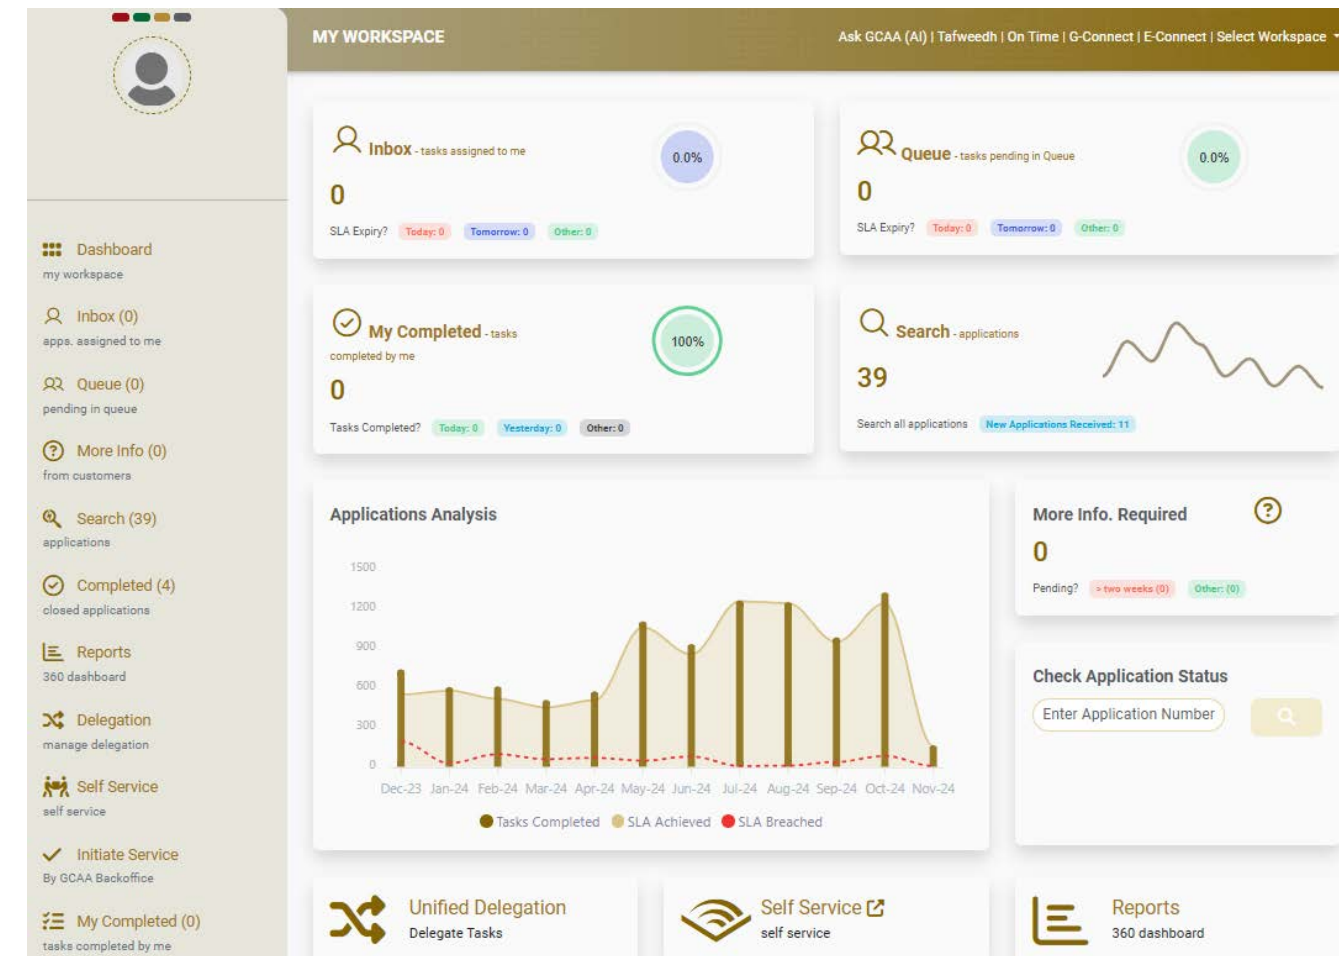 MY WORKSPACE
Ask GCAA (AI) | Tafweedh | On Time | G-Connect | E-Connect | Select Workspace
Dashboard
my workspace
Inbox (0)
apps. assigned to me
Queue (0)
pending in queue
More Info (0)
from customers
Search (39)
applications
Completed (4)
closed applications
Reports
360 dashboard
Delegation
manage delegation
Self Service
self service
Initiate Service
By GCAA Backoffice
My Completed (0)
tasks completed by me
Inbox - tasks assigned to me
0.0%
0
SLA Expiry? Today: 0 Tomorrow: 0 Other: 0
Queue - tasks pending in Queue
0.0%
0
SLA Expiry? Today: 0 Tomorrow: 0 Other: 0
My Completed - tasks
completed by me
100%
0
Tasks Completed? Today: 0 Yesterday: 0 Other: 0
Search - applications
39
Search all applications New Applications Received: 11
Applications Analysis
1500
1200
900
600
300
0
Dec-23 Jan-24 Feb-24 Mar-24 Apr-24 May-24 Jun-24 Jul-24 Aug-24 Sep-24 Oct-24 Nov-24
Tasks Completed SLA Achieved SLA Breached
More Info. Required
0
Pending? > two weeks (0) Other: (0)
Check Application Status
Enter Application Number
Unified Delegation
Delegate Tasks
Self Service
self service
Reports
360 dashboard